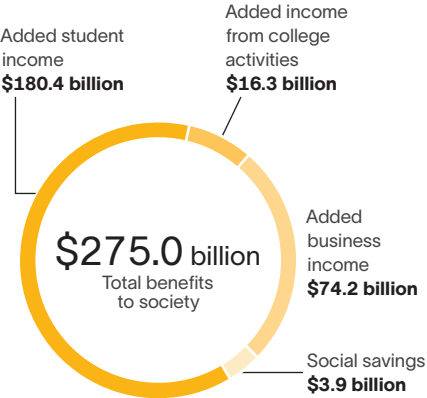 Added student
income
$180.4 billion
Added income
from college
activities
$16.3 billion
$275.0 billion
Total benefits
to society
Added
business
income
$74.2 billion
Social savings
$3.9 billion